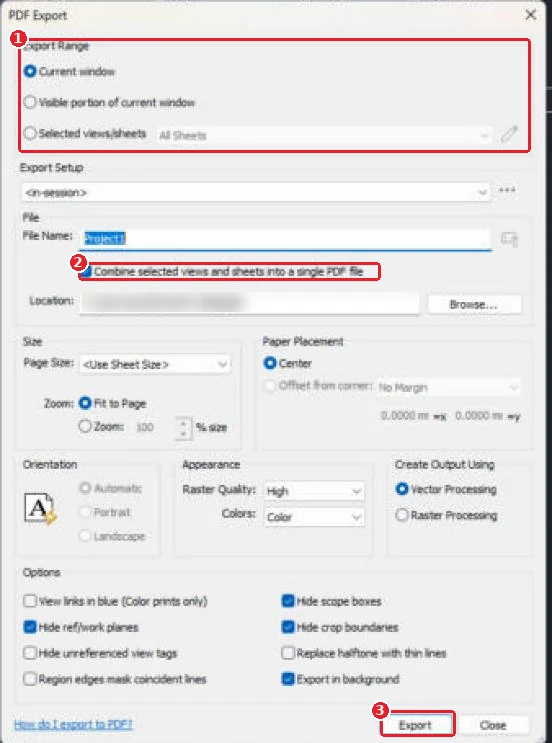 PDF Export
1
Export Range
Current window
Visible portion of current window
Selected views/sheets All Sheets
Export Setup
<in-session>
File
File Name: Project1
2
Combine selected views and sheets into a single PDF file
Location: Browse...
Size
Page Size: <Use Sheet Size>
Zoom: Fit to Page
Zoom: 100 % size
Paper Placement
Center
Offset from corner: No Margin
0.0000 mr =x 0.0000 mr =y
Orientation
A
Automatic
Portrait
Landscape
Appearance
Raster Quality: High
Colors: Color
Create Output Using
Vector Processing
Raster Processing
Options
View links in blue (Color prints only)
Hide ref/work planes
Hide unreferenced view tags
Region edges mask coincident lines
Hide scope boxes
Hide crop boundaries
Replace halftone with thin lines
Export in background
How do I export to PDF?
3
Export Close